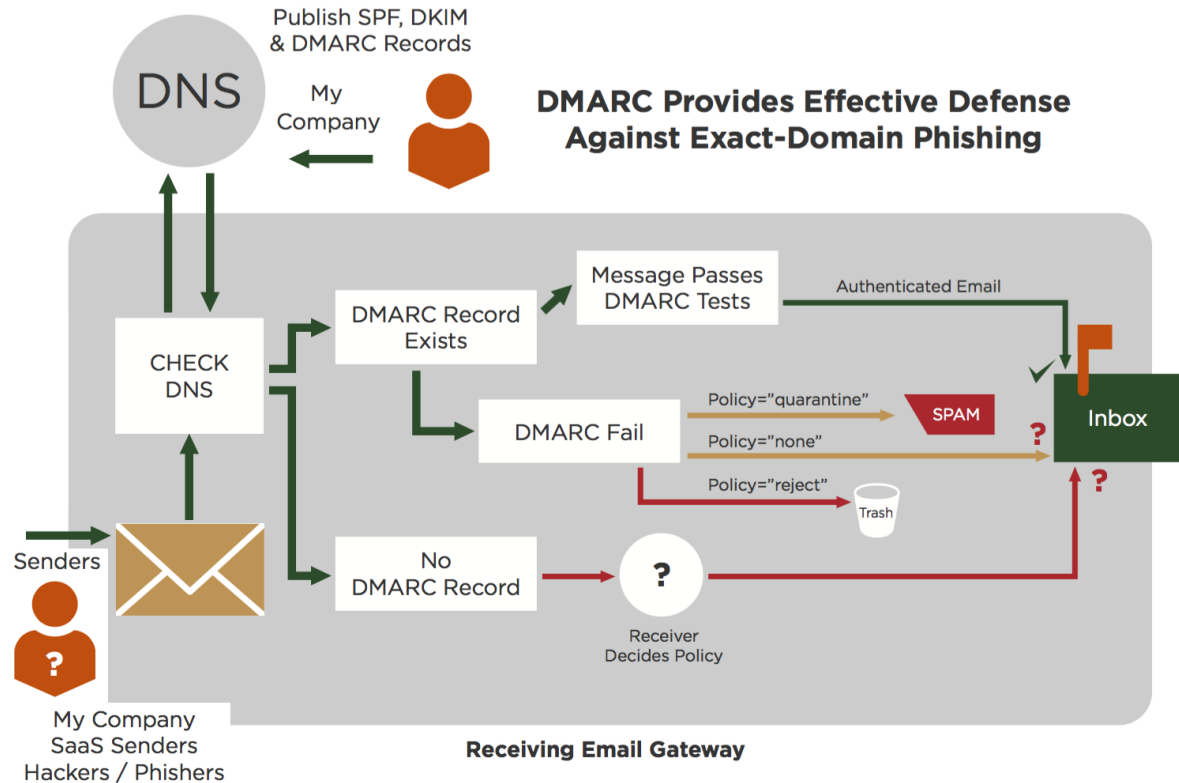 Publish SPF, DKIM
& DMARC Records
DNS
My
Company
DMARC Provides Effective Defense
Against Exact-Domain Phishing
Message Passes
DMARC Tests
Authenticated Email
DMARC Record
Exists
CHECK
DNS
Policy="quarantine"
SPAM
DMARC Fail
Policy="none"
?
Inbox
Policy="reject"
?
Trash
Senders
No
DMARC Record
?
Receiver
Decides Policy
?
My Company
SaaS Senders
Hackers / Phishers
Receiving Email Gateway